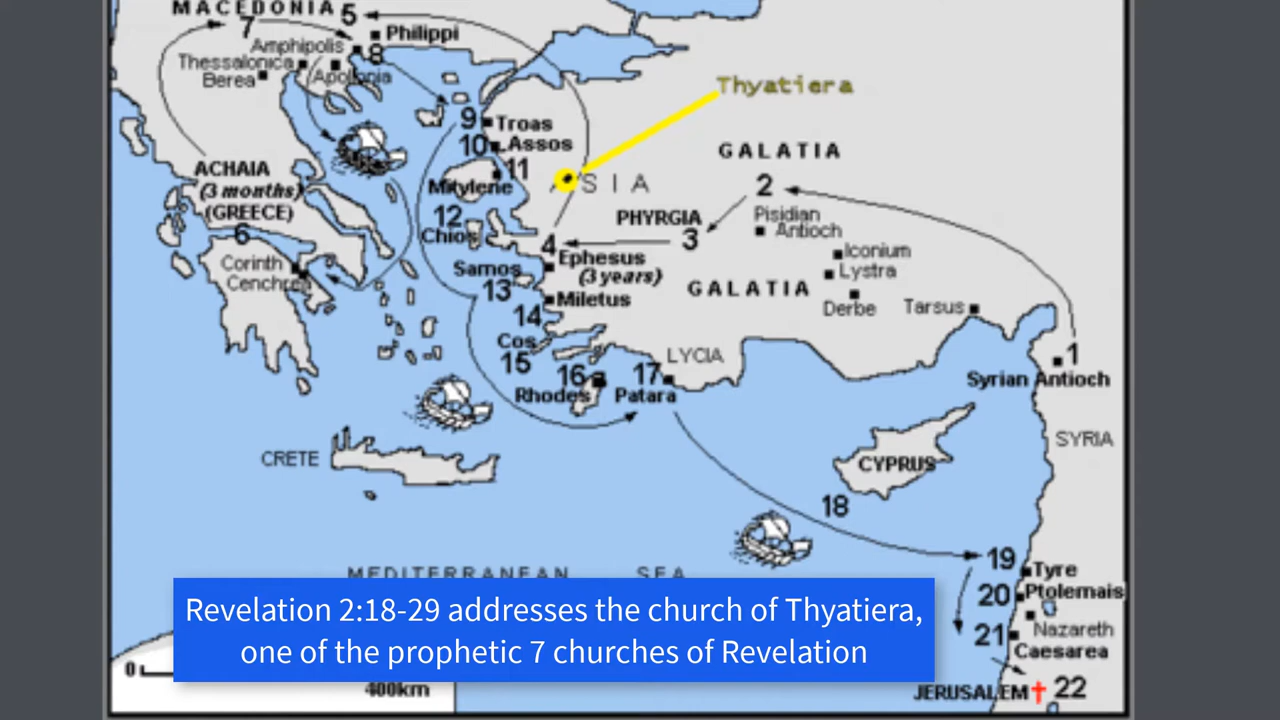 MACEDONIA
5
7
Philippi
Amphipolis
8
Thessalonica
Apollonia
Berea
Thyatiera
9
Troas
10
Assos
GALATIA
11
ACHAIA
ASIA
2
(3 months)
Mitylene
(GREECE)
12
PHYRGIA
Pisidian
Antioch
6
Chios
4
3
Iconium
Corinth
Ephesus
Samos
(3 years)
Lystra
Cenchrea
13
GALATIA
Miletus
Derbe
Tarsus
14
Cos
LYCIA
1
15
16
17
Syrian Antioch
Rhodes
Patara
SYRIA
CRETE
CYPRUS
18
19
Tyre
MEDITERRANEAN SEA
20
Ptolemais
Nazareth
21
Caesarea
JERUSALEM
22
0
400km
Revelation 2:18-29 addresses the church of Thyatiera,
one of the prophetic 7 churches of Revelation